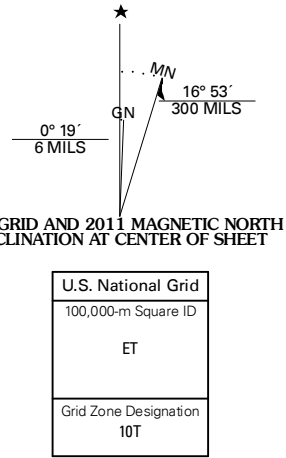 ★
MN
GN
16° 53´
300 MILS
0° 19´
6 MILS
GRID AND 2011 MAGNETIC NORTH
CLINATION AT CENTER OF SHEET
U.S. National Grid
100,000-m Square ID
ET
Grid Zone Designation
10T